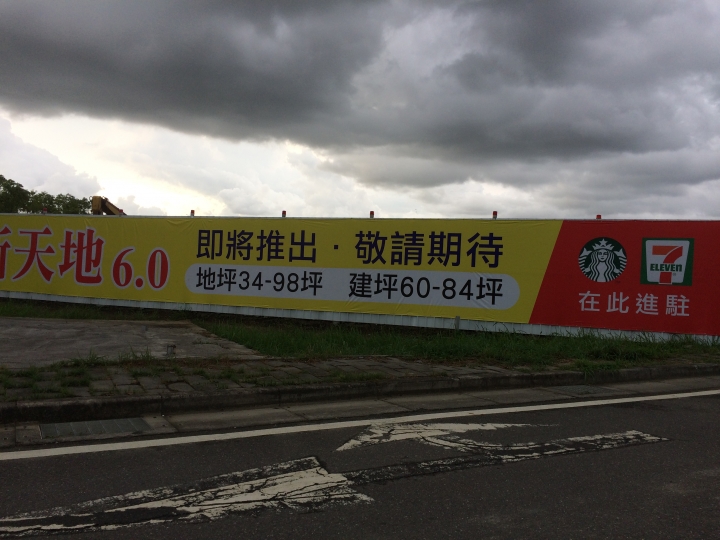 新天地6.0
即將推出·敬請期待
地坪34-98坪 建坪60-84坪
7
ELEVEN
在此進駐